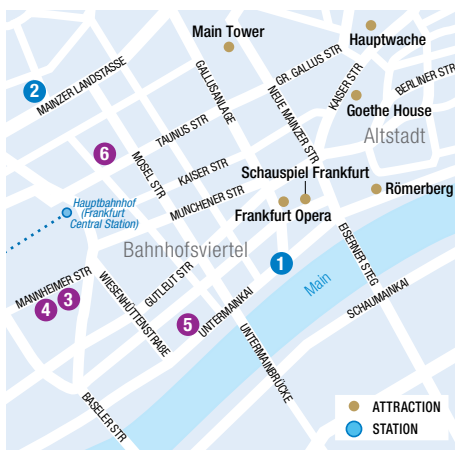 Main Tower
Hauptwache
GR. GALLUS STR
BERLINER STR
2
MAINZER LANDSTASSE
GALLUSANLAGE
KAISER STR
NEUE MAINZER STR
Goethe House
Altstadt
TAUNUS STR
6
MOSEL STR
KAISER STR
Schauspiel Frankfurt
MUNCHENER STR
Römerberg
Hauptbahnhof
(Frankfurt
Central Station)
Frankfurt Opera
Bahnhofsviertel
1
EISERNER STEG
GUTLEUT STR
MANNHEIMER STR
WIESENHÜTTENSTRAßE
Main
SCHAUMAINKAI
4
3
5
UNTERMAINKAI
UNTERMAINBRÜCKE
BASELER STR
ATTRACTION
STATION